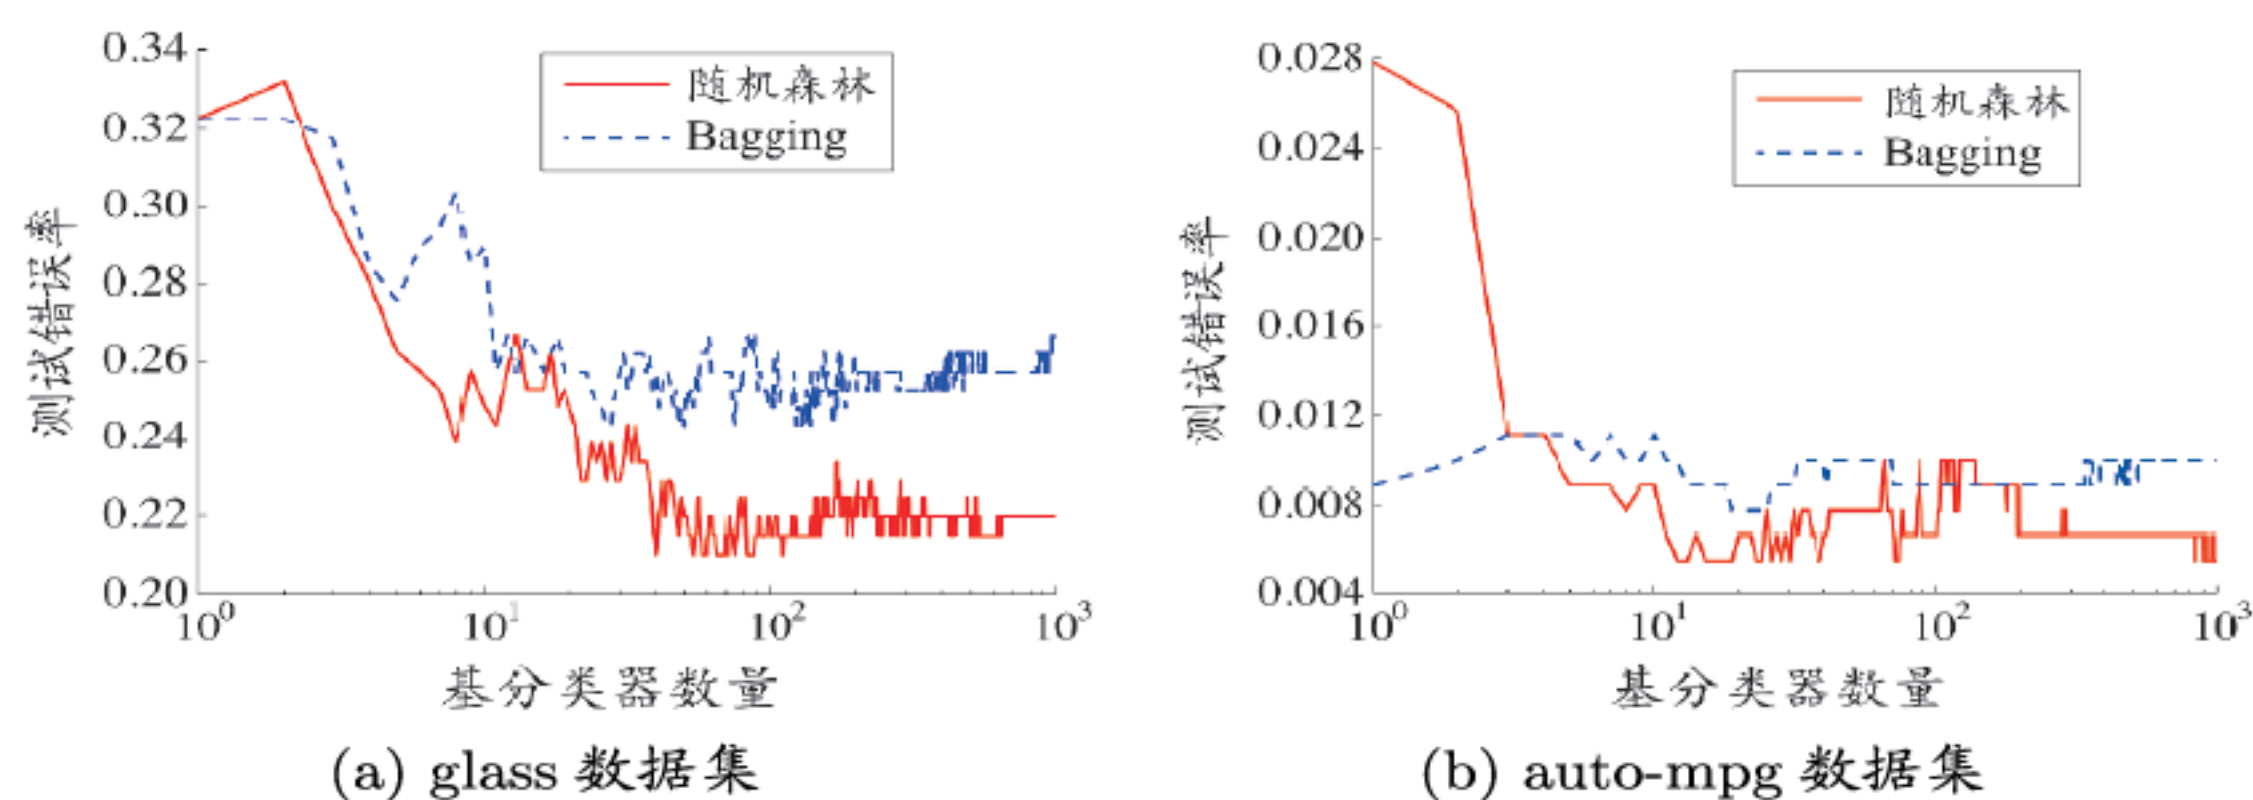 0.34
0.32
0.30
0.28
0.26
0.24
0.22
0.20
测试错误率
随机森林
Bagging
10^0 10^1 10^2 10^3
基分类器数量
(a) glass 数据集
0.028
0.024
0.020
0.016
0.012
0.008
0.004
测试错误率
随机森林
Bagging
10^0 10^1 10^2 10^3
基分类器数量
(b) auto-mpg 数据集